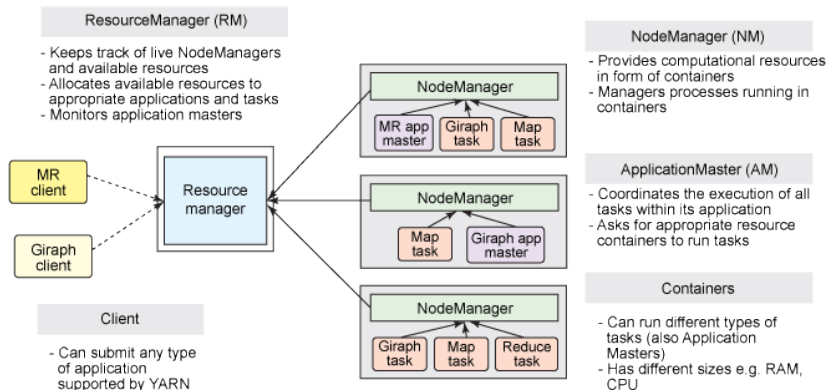 ResourceManager (RM)
- Keeps track of live NodeManagers
and available resources
- Allocates available resources to
appropriate applications and tasks
- Monitors application masters
MR
client
Giraph
client
Resource
manager
Client
- Can submit any type
of application
supported by YARN
NodeManager
MR app
master
Giraph
task
Map
task
NodeManager
Map
task
Giraph app
master
NodeManager
Giraph
task
Map
task
Reduce
task
NodeManager (NM)
- Provides computational resources
in form of containers
- Managers processes running in
containers
ApplicationMaster (AM)
- Coordinates the execution of all
tasks within its application
- Asks for appropriate resource
containers to run tasks
Containers
- Can run different types of
tasks (also Application
Masters)
- Has different sizes e.g. RAM,
CPU